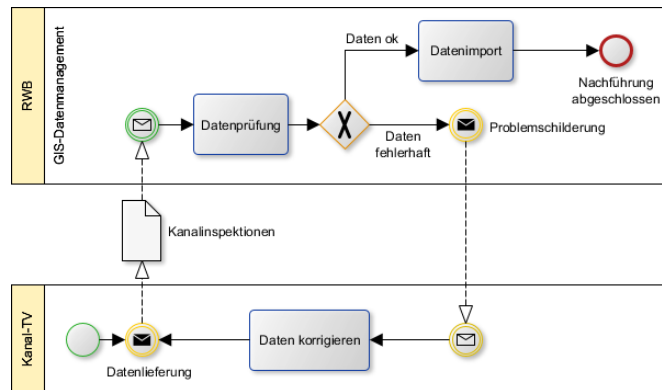 RWB
GIS-Datenmanagement
Daten ok
Datenimport
Nachführung
abgeschlossen
Datenprüfung
Daten
fehlerhaft
Problemschilderung
Kanalinspektionen
Kanal-TV
Datenlieferung
Daten korrigieren